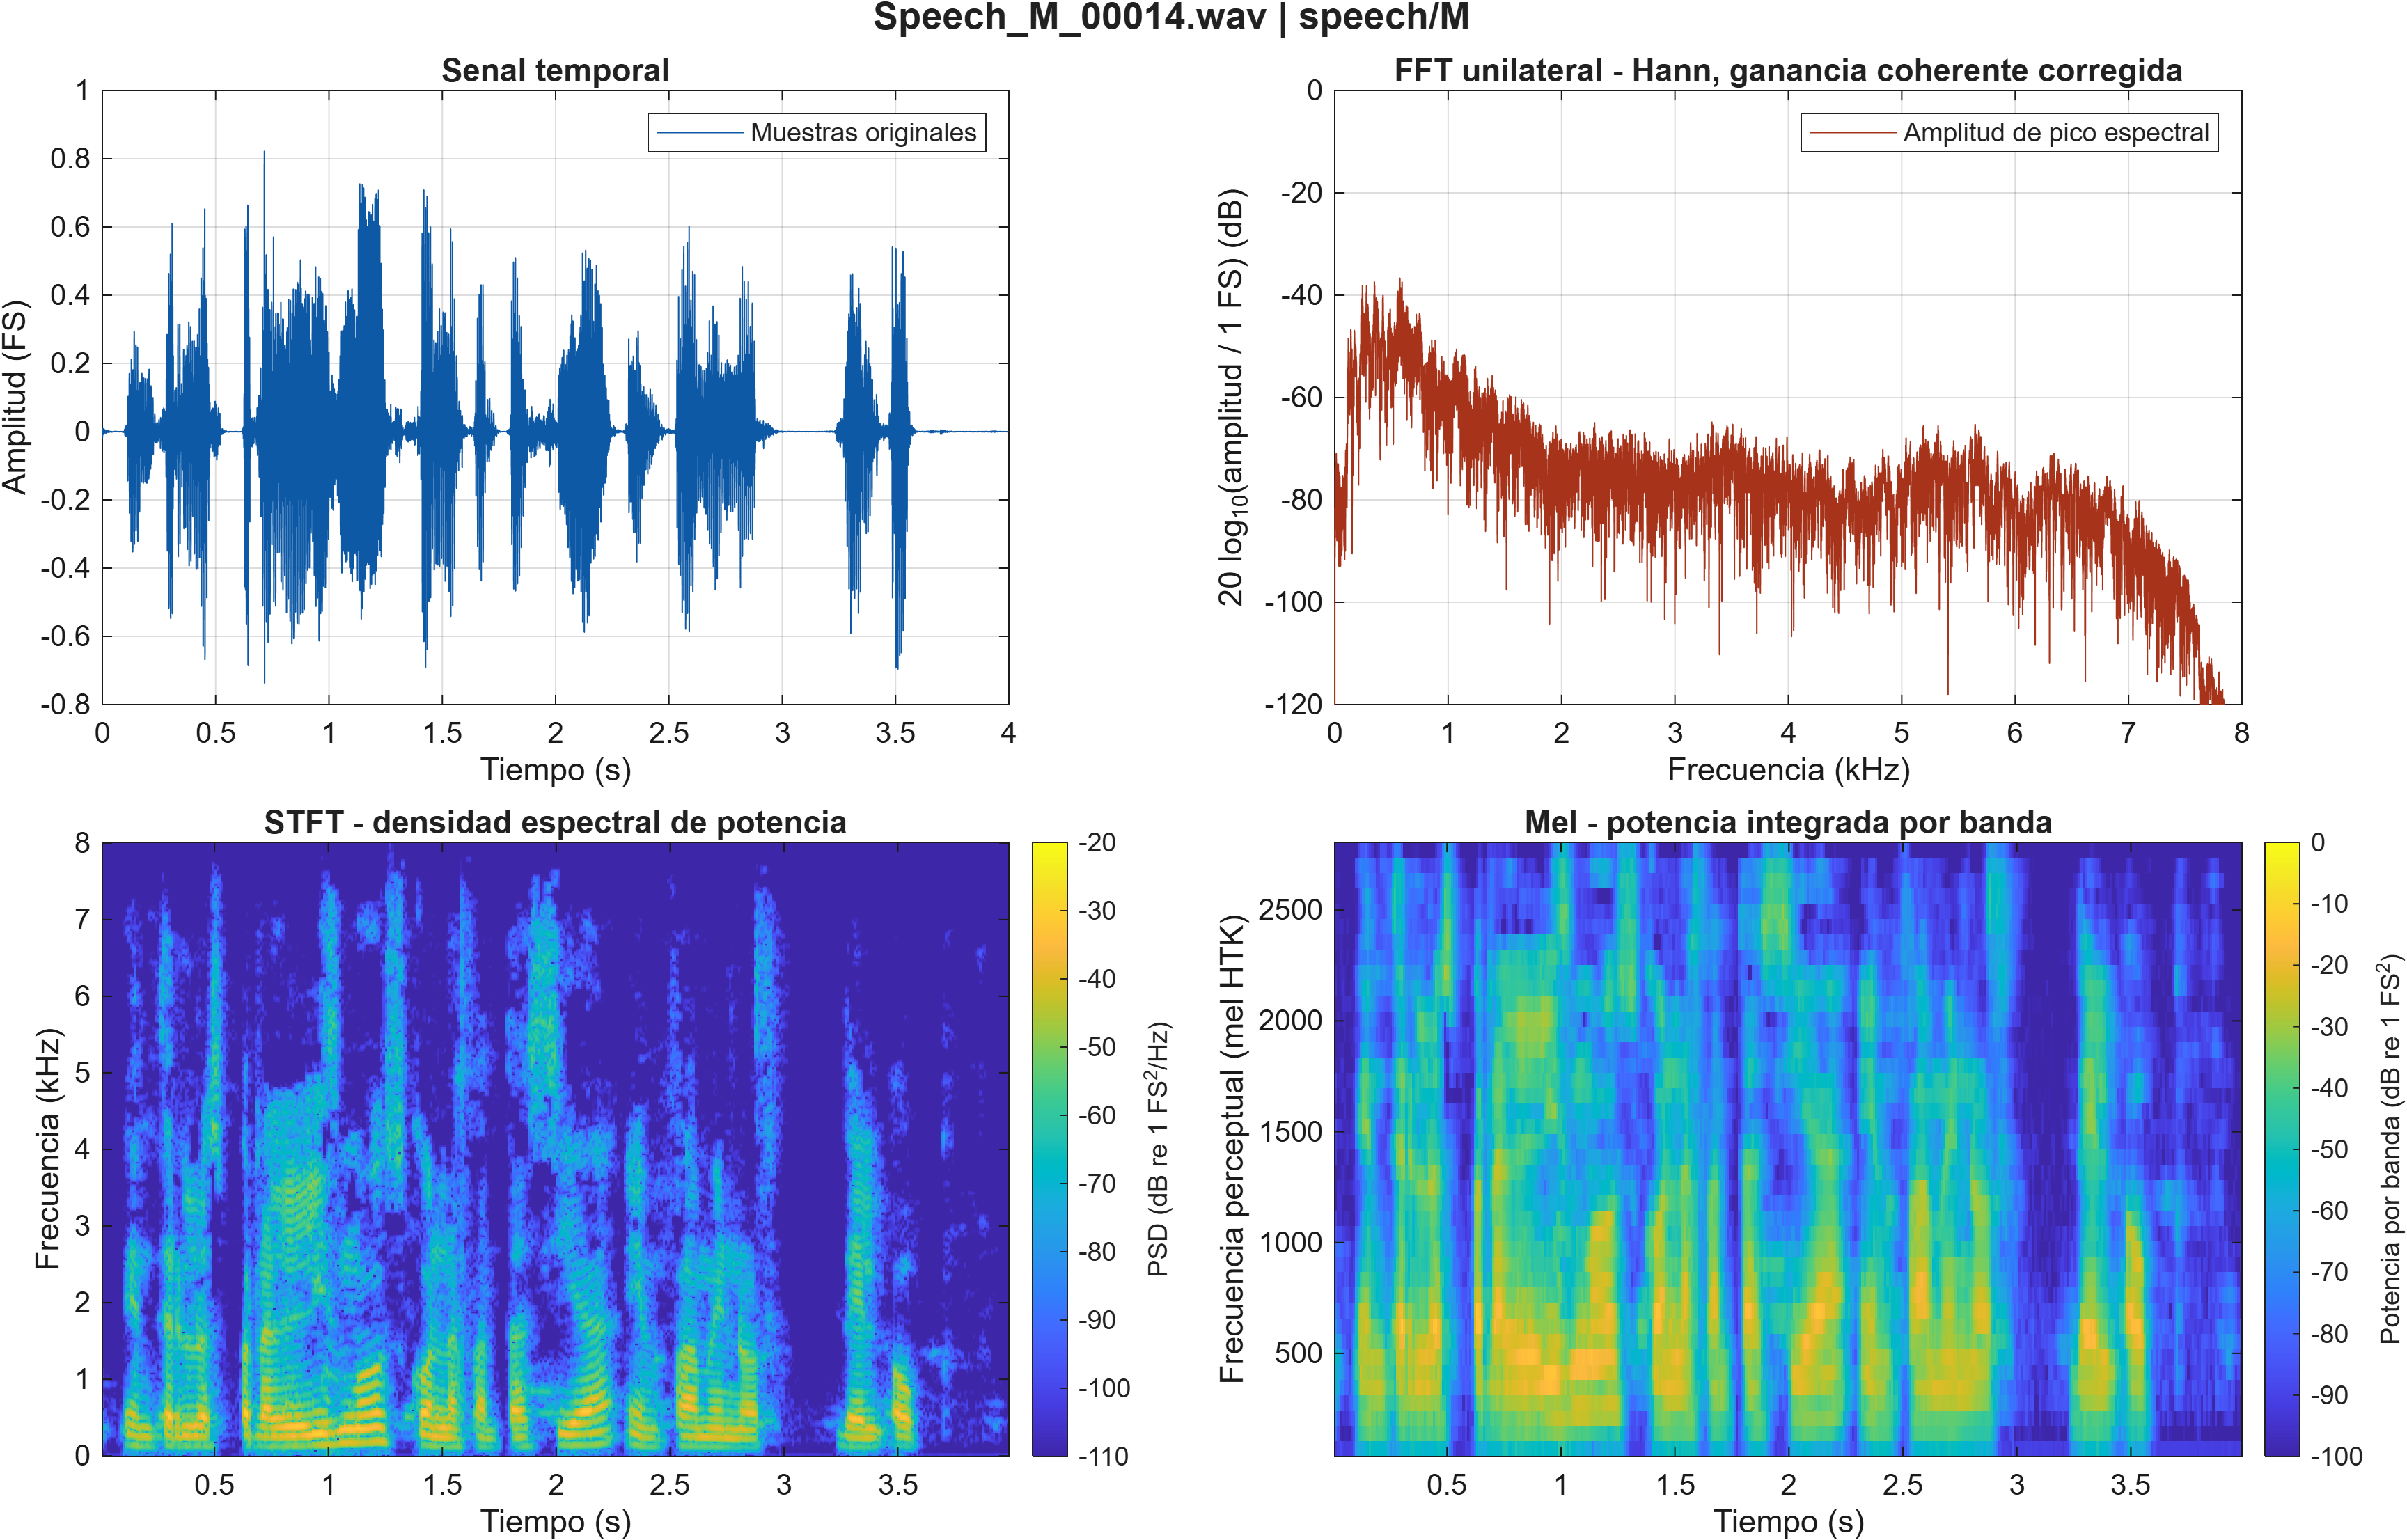 Speech_M_00014.wav | speech/M
Senal temporal
Muestras originales
1
0.8
0.6
0.4
0.2
0
-0.2
-0.4
-0.6
-0.8
Amplitud (FS)
0 0.5 1 1.5 2 2.5 3 3.5 4
Tiempo (s)
FFT unilateral - Hann, ganancia coherente corregida
Amplitud de pico espectral
0
-20
-40
-60
-80
-100
-120
20 log10(amplitud / 1 FS) (dB)
0 1 2 3 4 5 6 7 8
Frecuencia (kHz)
STFT - densidad espectral de potencia
8
7
6
5
4
3
2
1
0
Frecuencia (kHz)
0.5 1 1.5 2 2.5 3 3.5
Tiempo (s)
-20
-30
-40
-50
-60
-70
-80
-90
-100
-110
PSD (dB re 1 FS²/Hz)
Mel - potencia integrada por banda
2500
2000
1500
1000
500
Frecuencia perceptual (mel HTK)
0.5 1 1.5 2 2.5 3 3.5
Tiempo (s)
0
-10
-20
-30
-40
-50
-60
-70
-80
-90
-100
Potencia por banda (dB re 1 FS²)